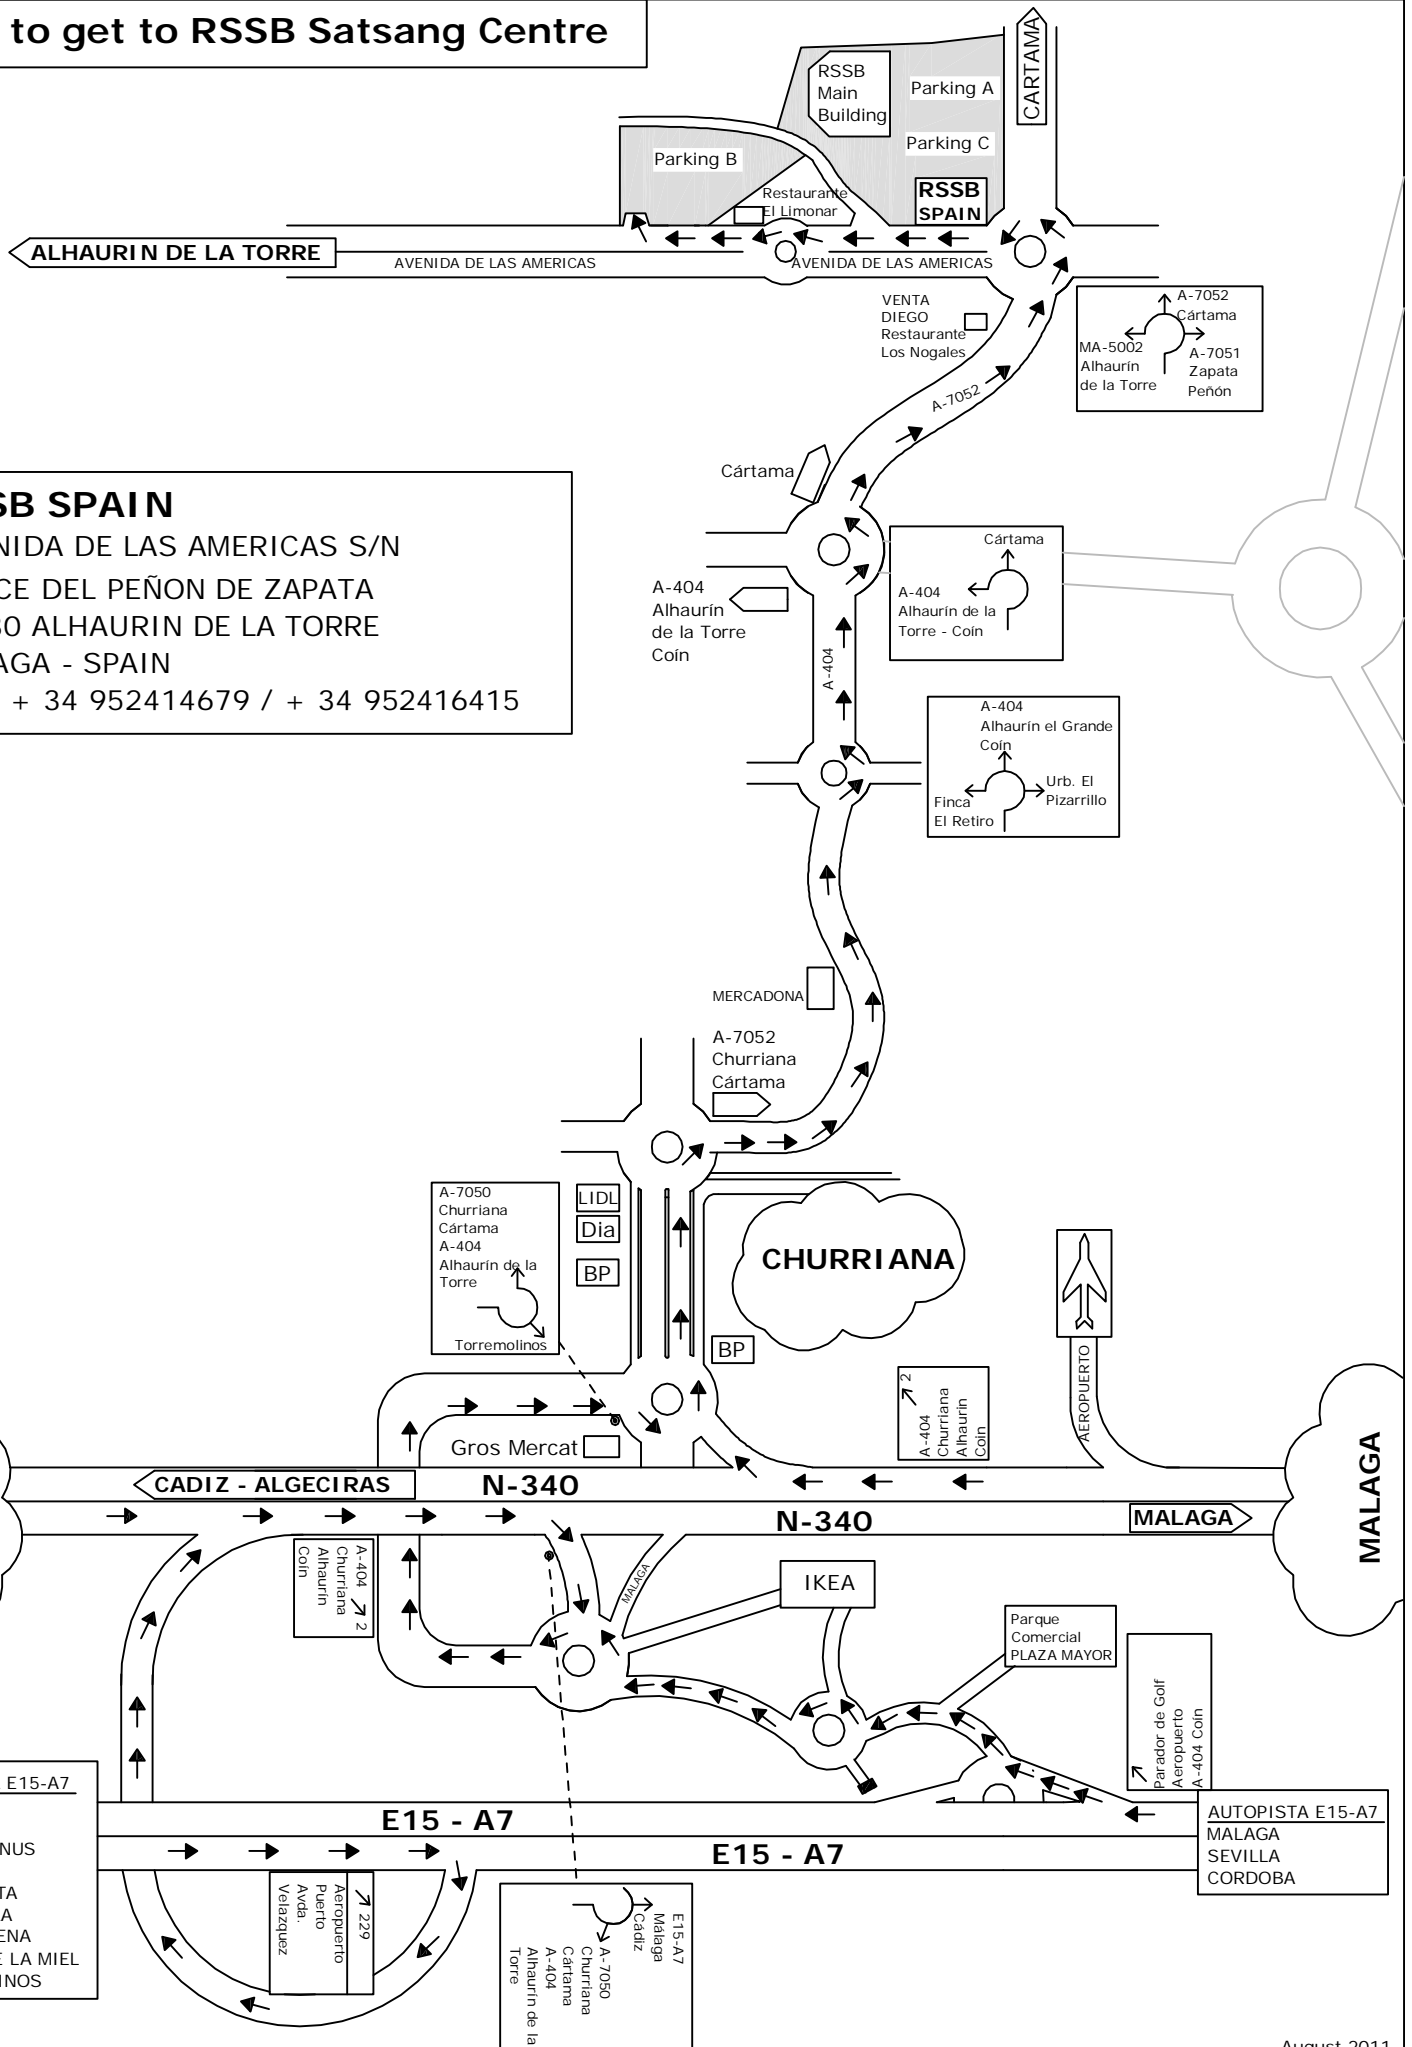 to get to RSSB Satsang Centre
CARTAMA
RSSB
Main
Building
Parking A
Parking C
Parking B
Restaurante
El Limonar
RSSB
SPAIN
ALHAURIN DE LA TORRE
AVENIDA DE LAS AMERICAS
AVENIDA DE LAS AMERICAS
VENTA
DIEGO
Restaurante
Los Nogales
A-7052
Cártama
MA-5002
Alhaurín
de la Torre
A-7051
Zapata
Peñón
A-7052
Cártama
SB SPAIN
NIDA DE LAS AMERICAS S/N
CE DEL PEÑON DE ZAPATA
30 ALHAURIN DE LA TORRE
AGA - SPAIN
+ 34 952414679 / + 34 952416415
A-404
Alhaurín
de la Torre
Coín
Cártama
A-404
Alhaurín de la
Torre - Coín
A-404
A-404
Alhaurín el Grande
Coín
Finca
El Retiro
Urb. El
Pizarrillo
MERCADONA
A-7052
Churriana
Cártama
A-7050
Churriana
Cártama
A-404
Alhaurín de la
Torre
Torremolinos
LIDL
Dia
BP
CHURRIANA
BP
AEROPUERTO
2
A-404
Churriana
Alhaurin
Coin
Gros Mercat
CADIZ - ALGECIRAS
N-340
N-340
MALAGA
MALAGA
A-404 2
Churriana
Alhaurín
Coín
MALAGA
IKEA
Parque
Comercial
PLAZA MAYOR
Parador de Golf
Aeropuerto
A-404 Coín
E15-A7
NUS
TA
A
ENA
E LA MIEL
INOS
E15 - A7
E15 - A7
AUTOPISTA E15-A7
MALAGA
SEVILLA
CORDOBA
229
Aeropuerto
Puerto
Avda.
Velazquez
E15-A7
Málaga
Cádiz
A-7050
Churriana
Cártama
A-404
Alhaurín de la
Torre
August 2011